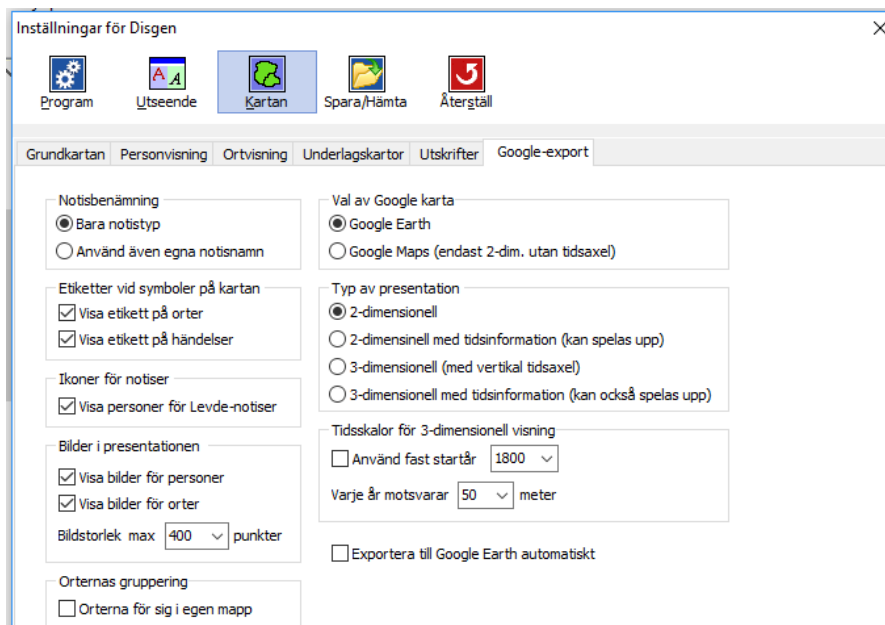 Inställningar för Disgen
Program
Utseende
Kartan
Spara/Hämta
Återställ
Grundkartan
Personvisning
Ortvisning
Underlagskartor
Utskrifter
Google-export
Notisbenämning
Bara notistyp
Använd även egna notisnamn
Etiketter vid symboler på kartan
Visa etikett på orter
Visa etikett på händelser
Ikoner för notiser
Visa personer för Levde-notiser
Bilder i presentationen
Visa bilder för personer
Visa bilder för orter
Bildstorlek max 400 punkter
Orternas gruppering
Orterna för sig i egen mapp
Val av Google karta
Google Earth
Google Maps (endast 2-dim. utan tidsaxel)
Typ av presentation
2-dimensionell
2-dimensinell med tidsinformation (kan spelas upp)
3-dimensionell (med vertikal tidsaxel)
3-dimensionell med tidsinformation (kan också spelas upp)
Tidsskalor för 3-dimensionell visning
Använd fast startår 1800
Varje år motsvarar 50 meter
Exportera till Google Earth automatiskt